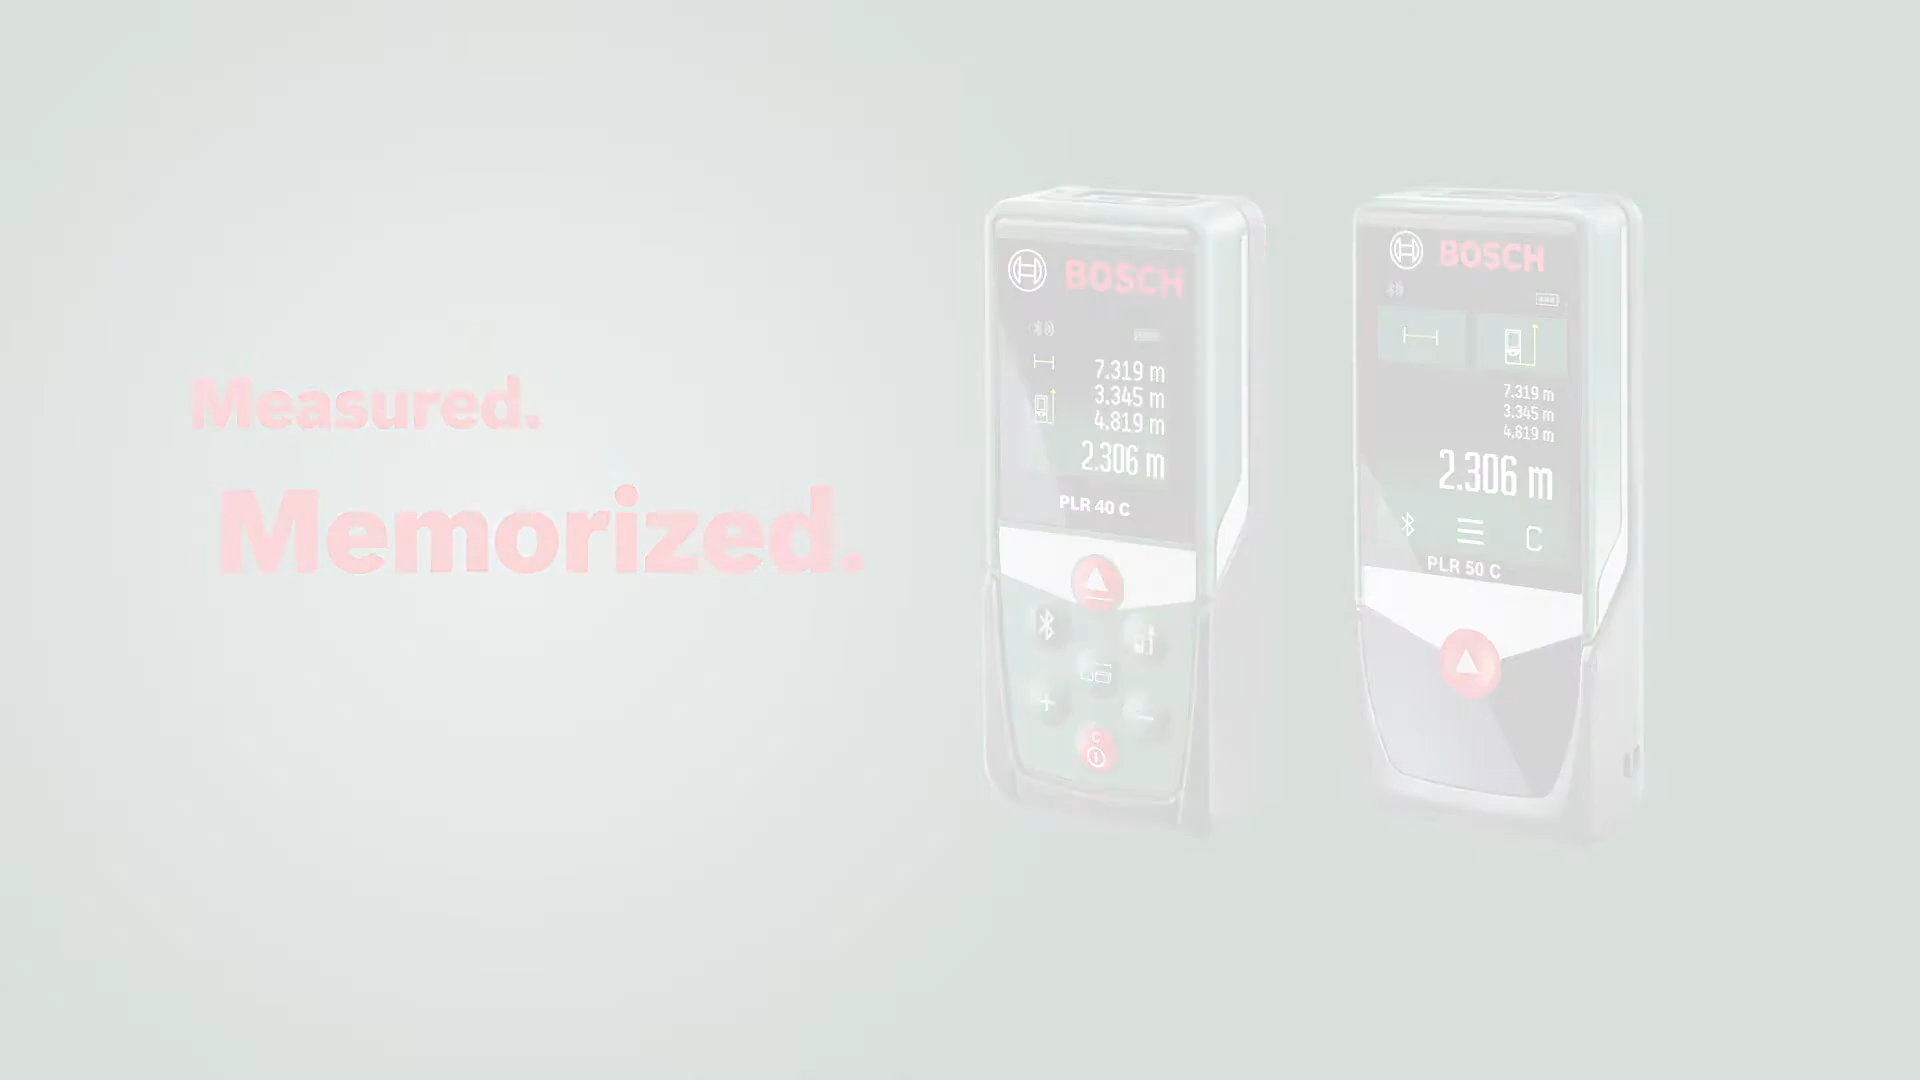 Measured.
Memorized.
BOSCH
7.319 m
3.345 m
4.819 m
2.306 m
PLR 40 C
C
BOSCH
7.319 m
3.345 m
4.819 m
2.306 m
C
PLR 50 C